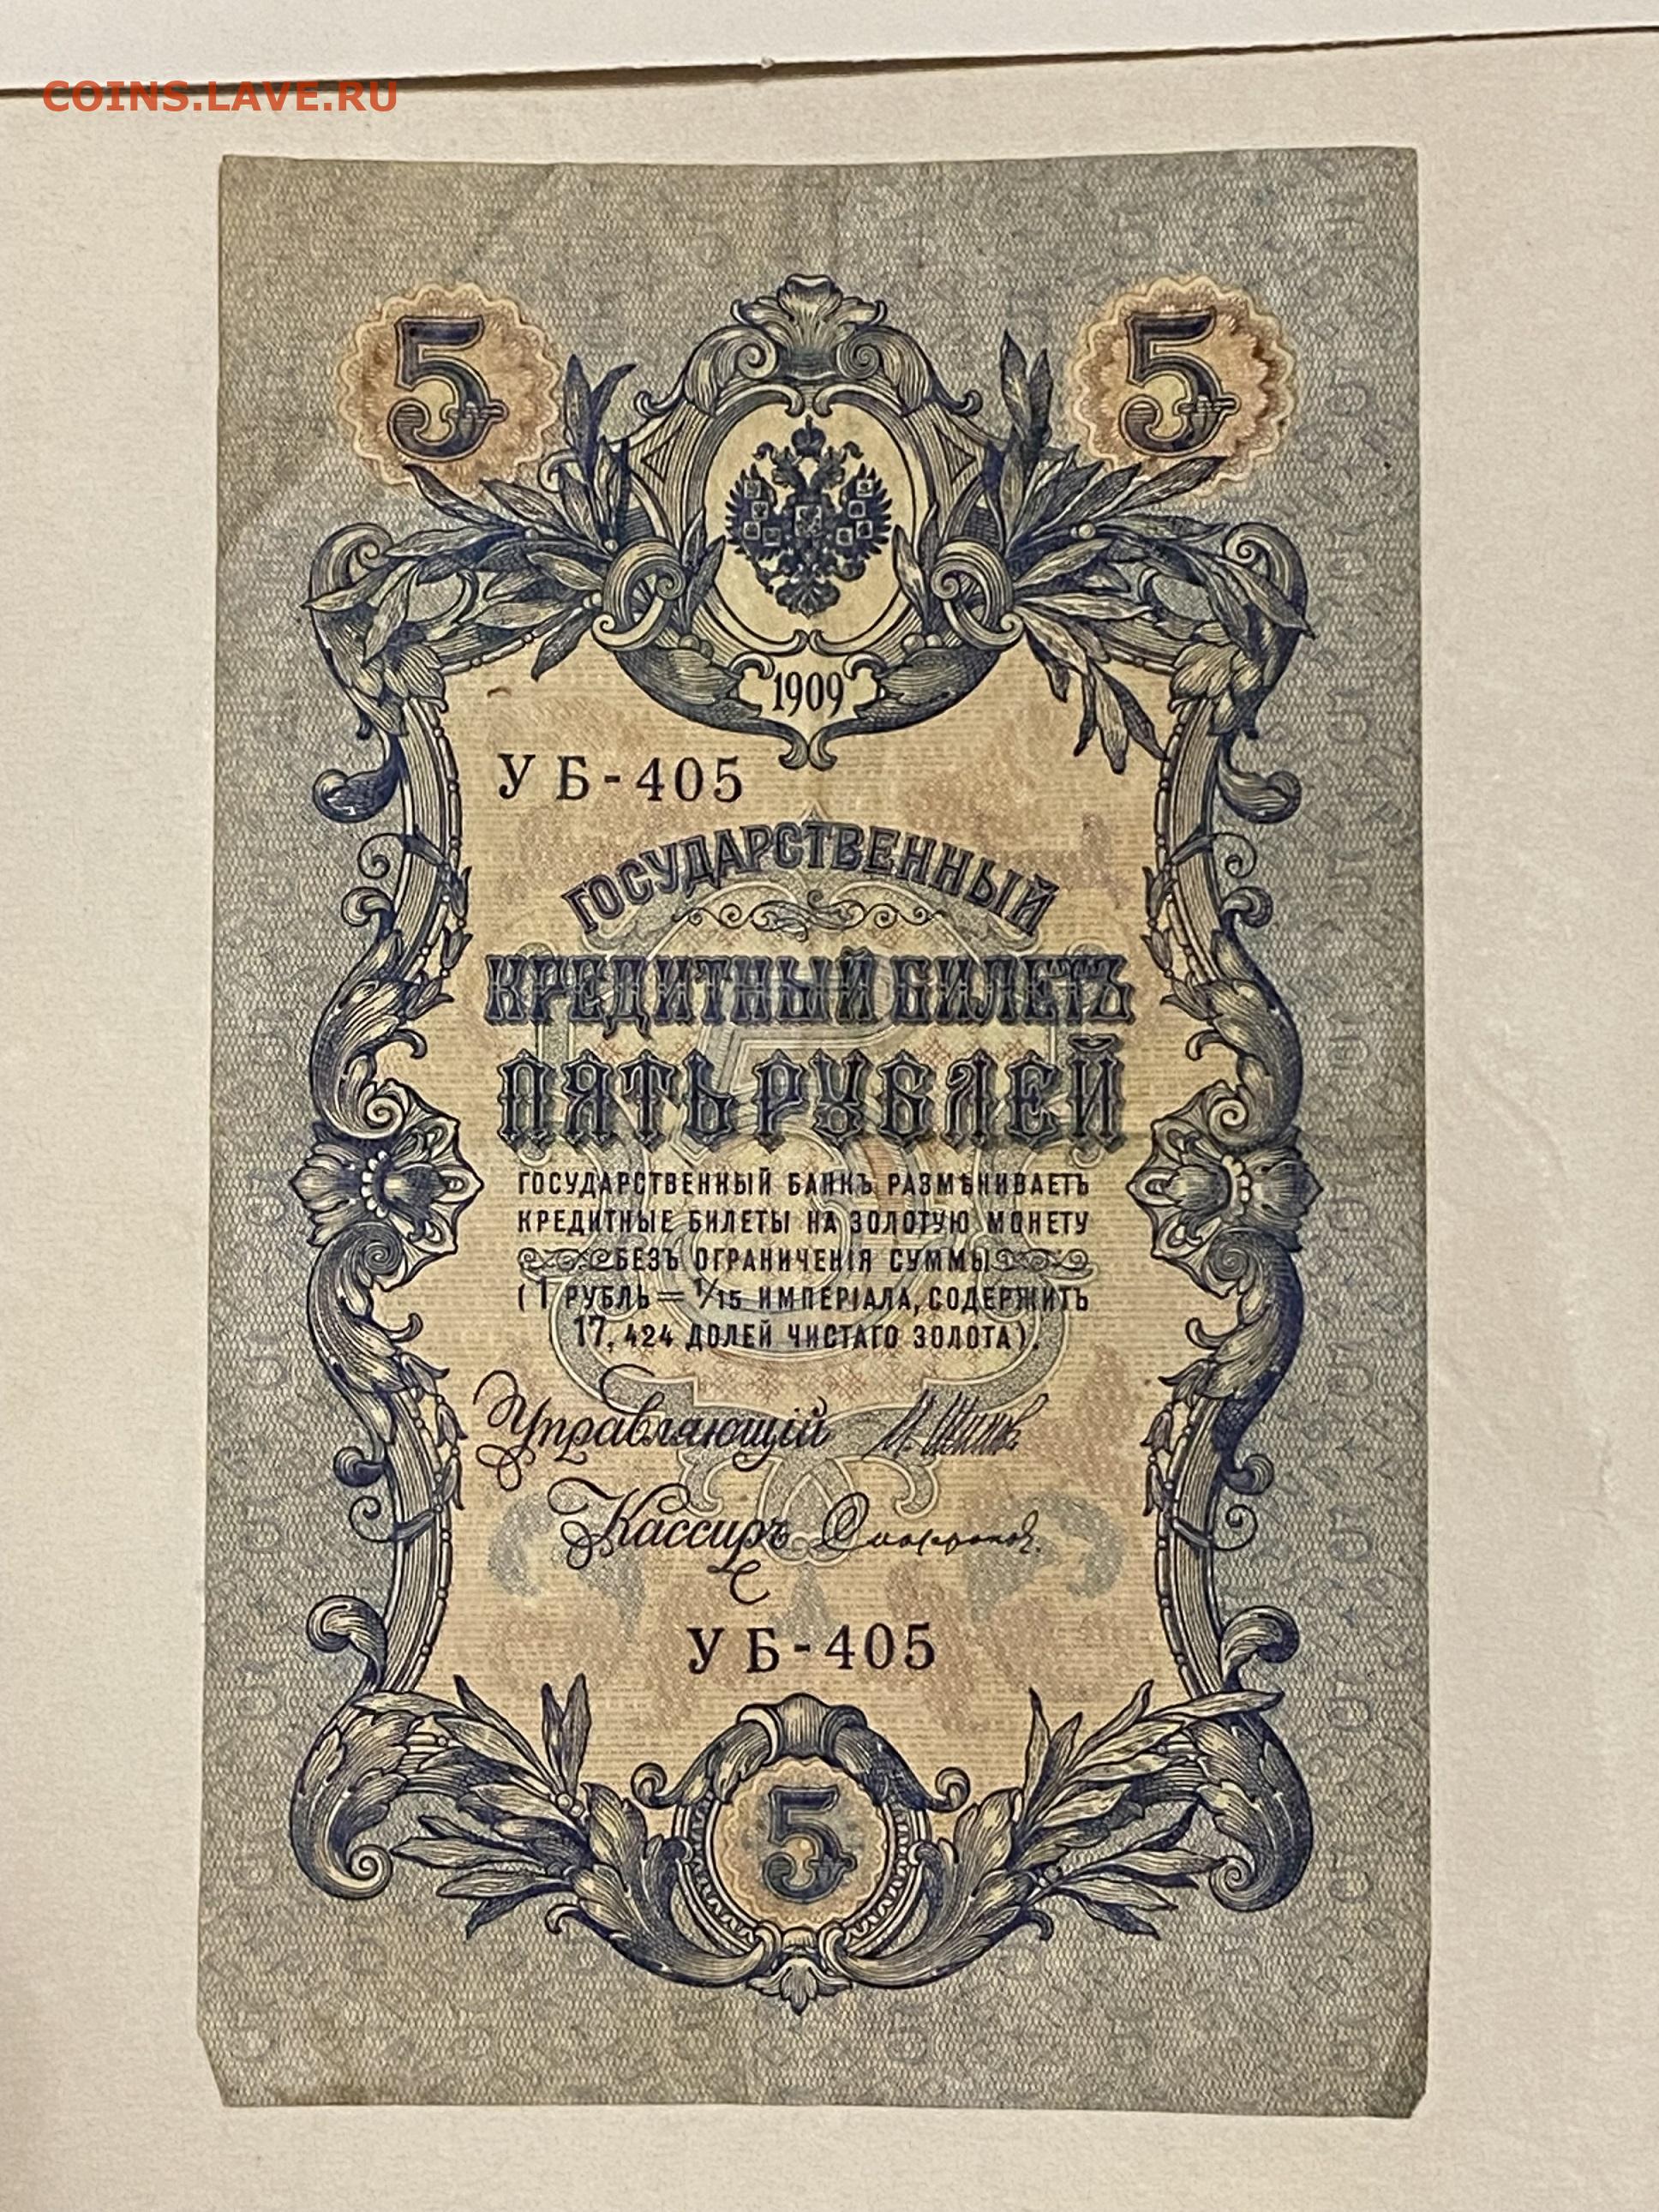 COINS.LAVE.RU
5 5
1909
УБ-405
ГОСУДАРСТВЕННЫЙ
КРЕДИТНЫЙ БИЛЕТЪ
ПЯТЬ РУБЛЕЙ
ГОСУДАРСТВЕННЫЙ БАНКЪ РАЗМѢНИВАЕТЪ
КРЕДИТНЫЕ БИЛЕТЫ НА ЗОЛОТУЮ МОНЕТУ
БЕЗЪ ОГРАНИЧЕНІЯ СУММЫ
(1 РУБЛЬ = 1/15 ИМПЕРІАЛА, СОДЕРЖИТЪ
17,424 ДОЛЕЙ ЧИСТАГО ЗОЛОТА).
Управляющій И. Шипов
Кассиръ
УБ-405
5